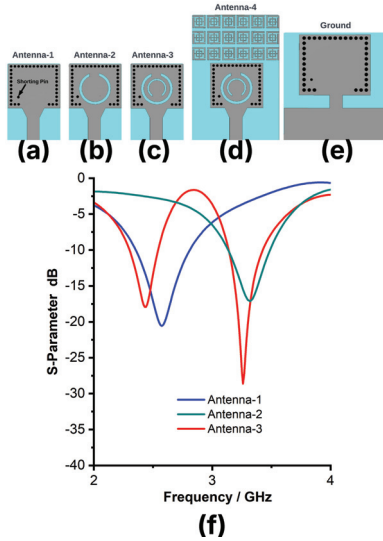 Antenna-4
Ground
Antenna-1
Antenna-2
Antenna-3
Shorting Pin
(a)
(b)
(c)
(d)
(e)
0
-5
-10
-15
-20
-25
-30
-35
-40
S-Parameter dB
Antenna-1
Antenna-2
Antenna-3
2
3
4
Frequency / GHz
(f)